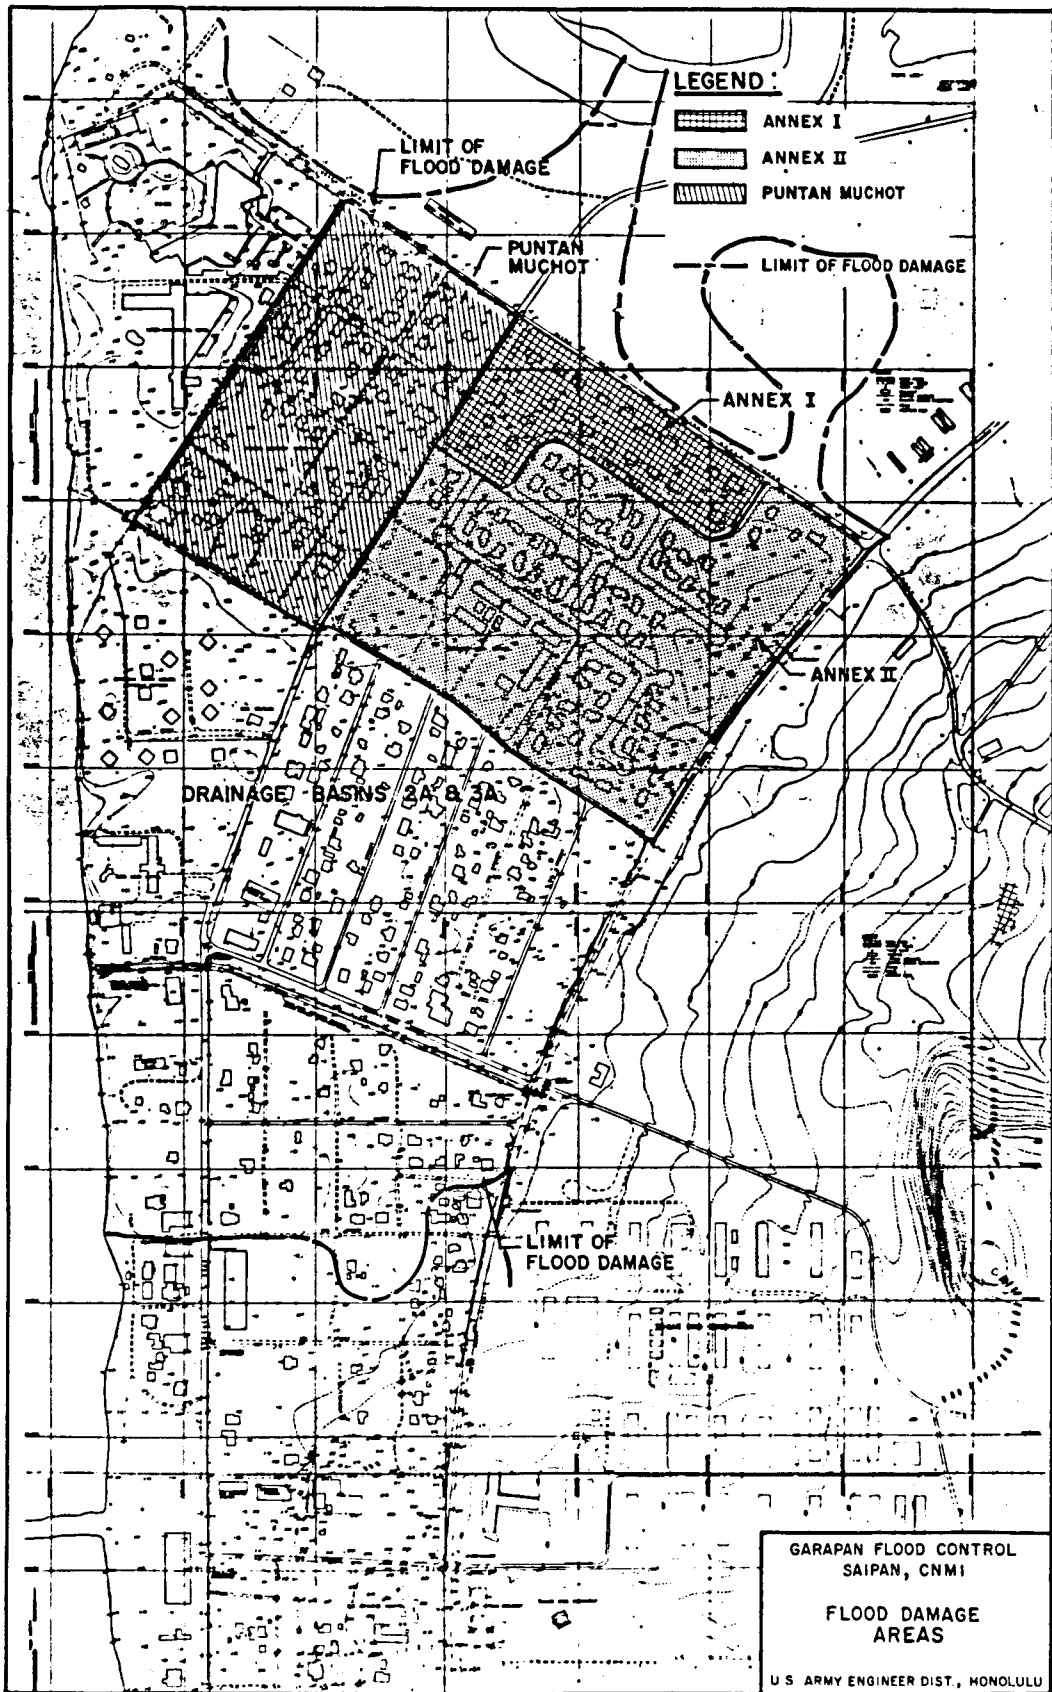 LEGEND:
ANNEX I
ANNEX II
PUNTAN MUCHOT
LIMIT OF FLOOD DAMAGE
LIMIT OF
FLOOD DAMAGE
PUNTAN
MUCHOT
ANNEX I
ANNEX II
DRAINAGE BASINS 2A & 3A
LIMIT OF
FLOOD DAMAGE
GARAPAN FLOOD CONTROL
SAIPAN, CNMI
FLOOD DAMAGE
AREAS
U S ARMY ENGINEER DIST., HONOLULU